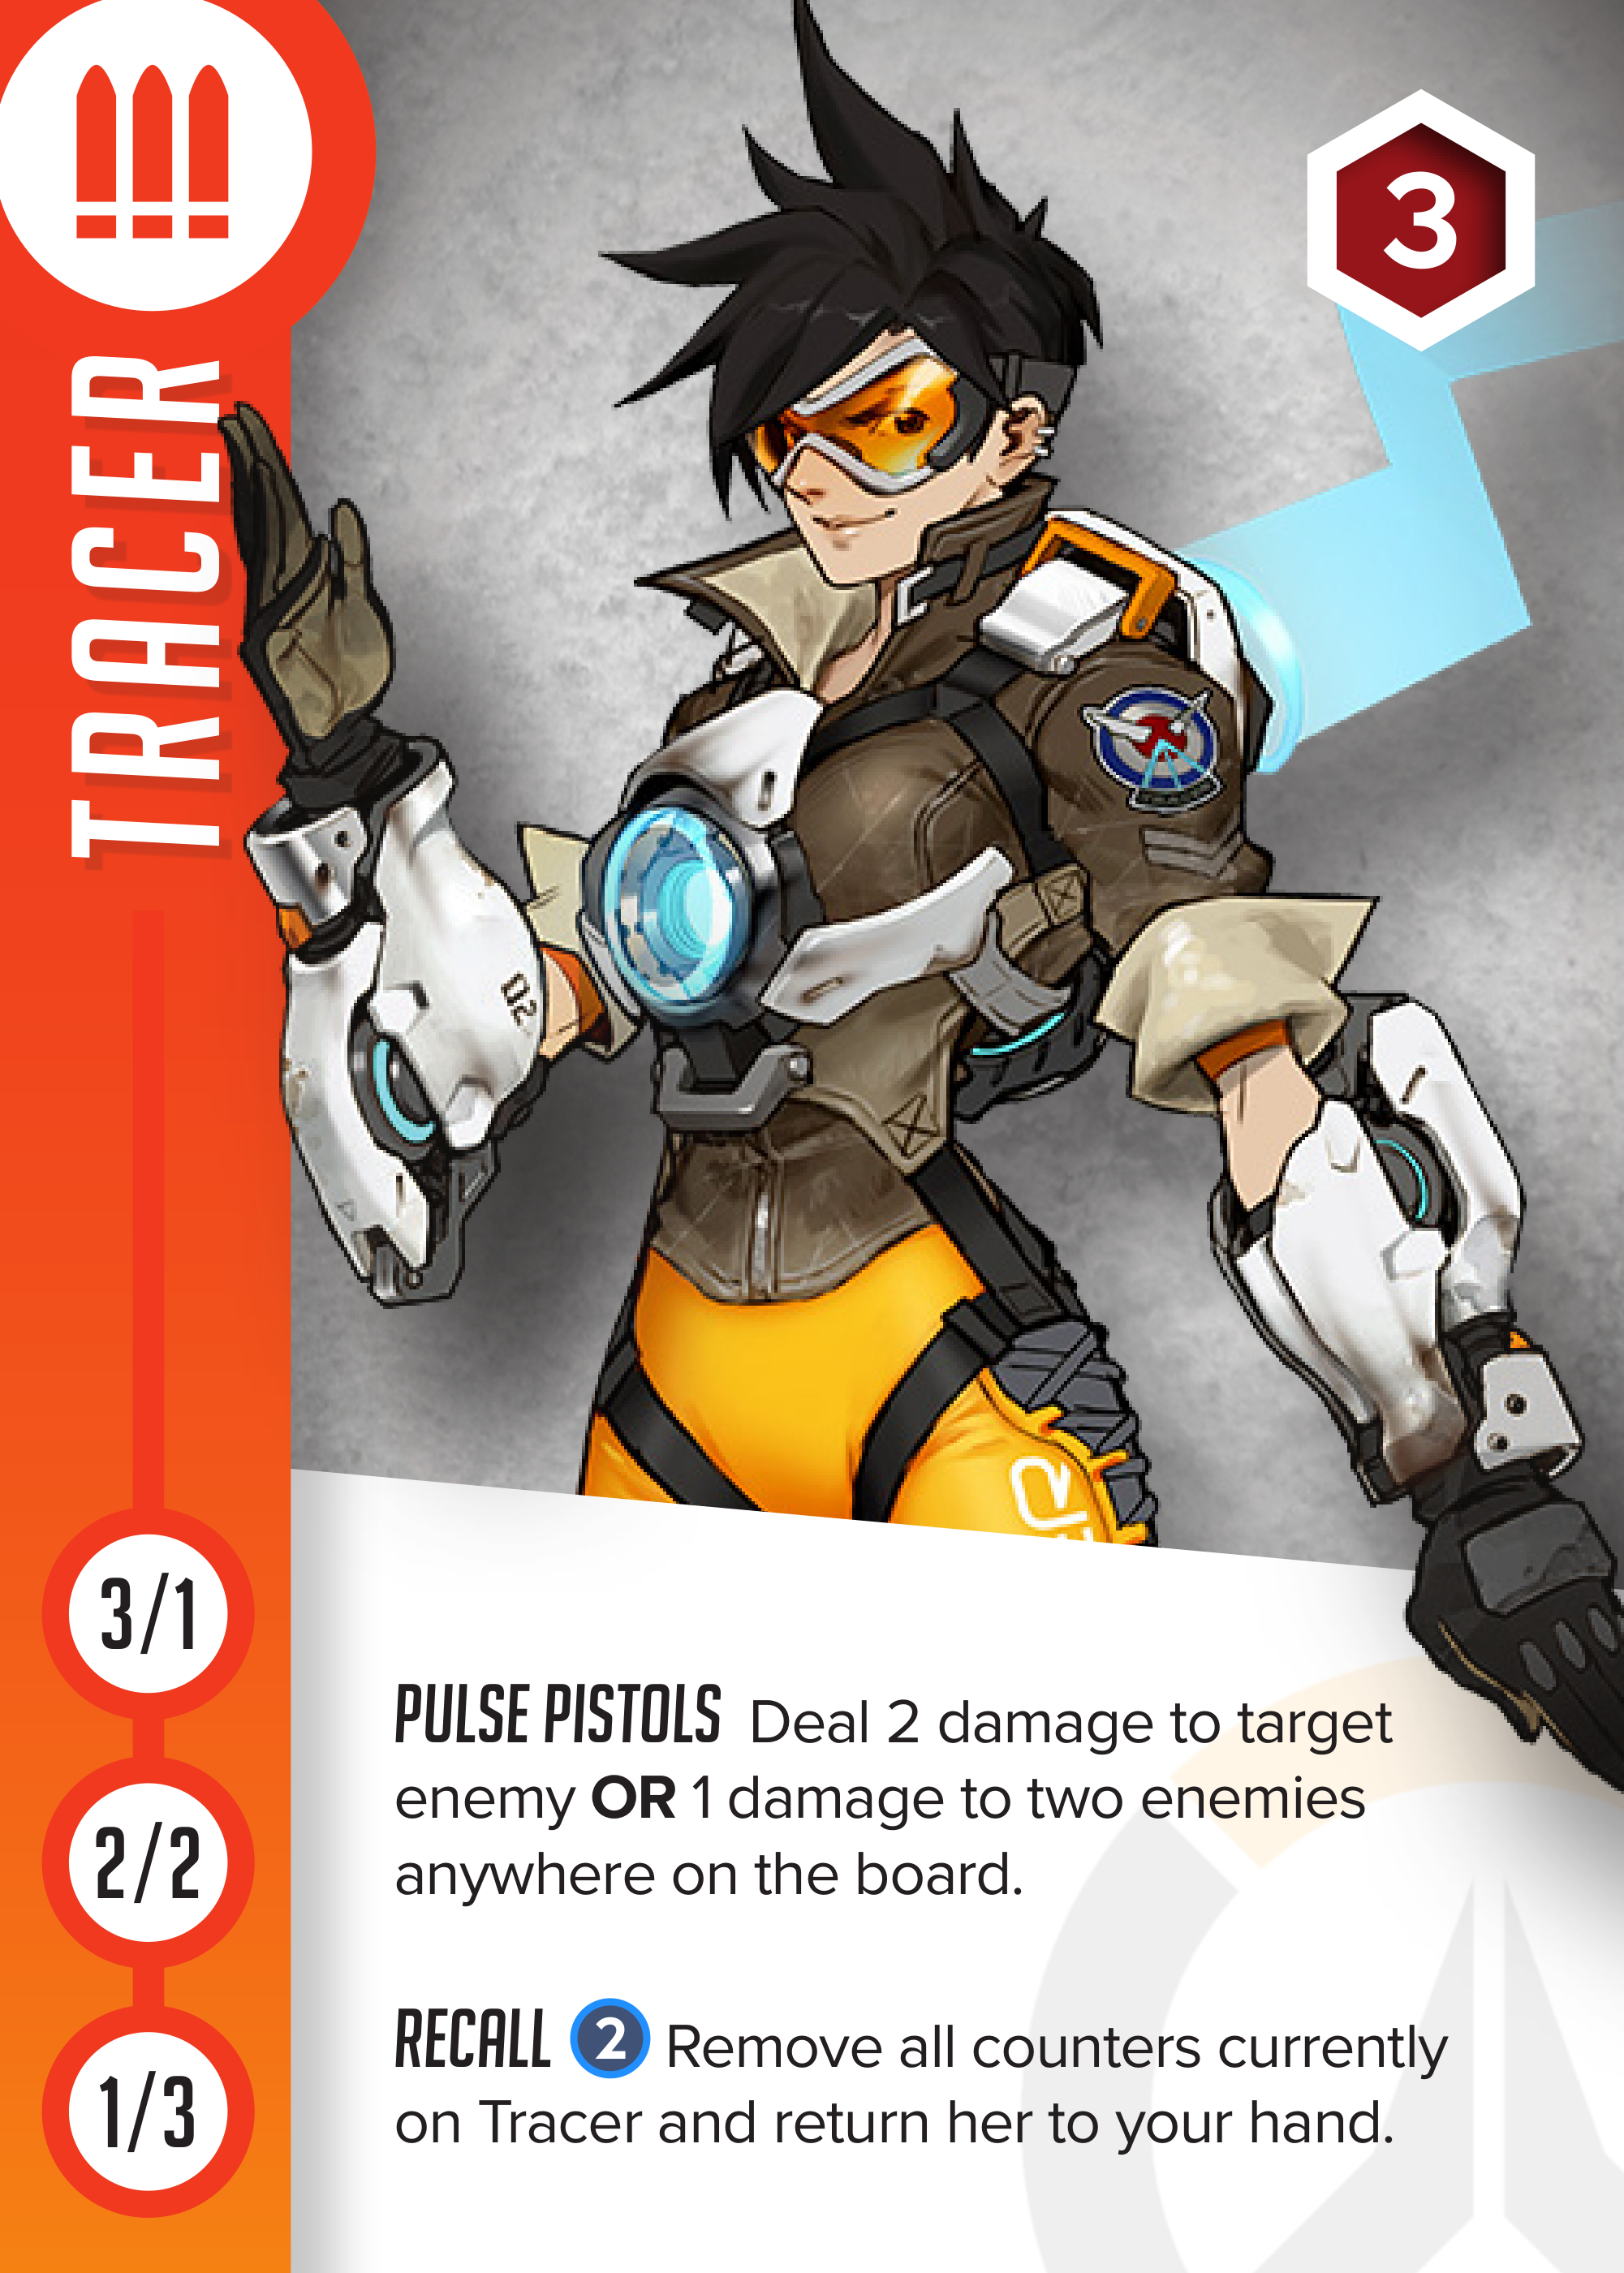 TRACER
3
02
3/1
2/2
1/3
PULSE PISTOLS Deal 2 damage to target
enemy OR 1 damage to two enemies
anywhere on the board.
RECALL 2 Remove all counters currently
on Tracer and return her to your hand.